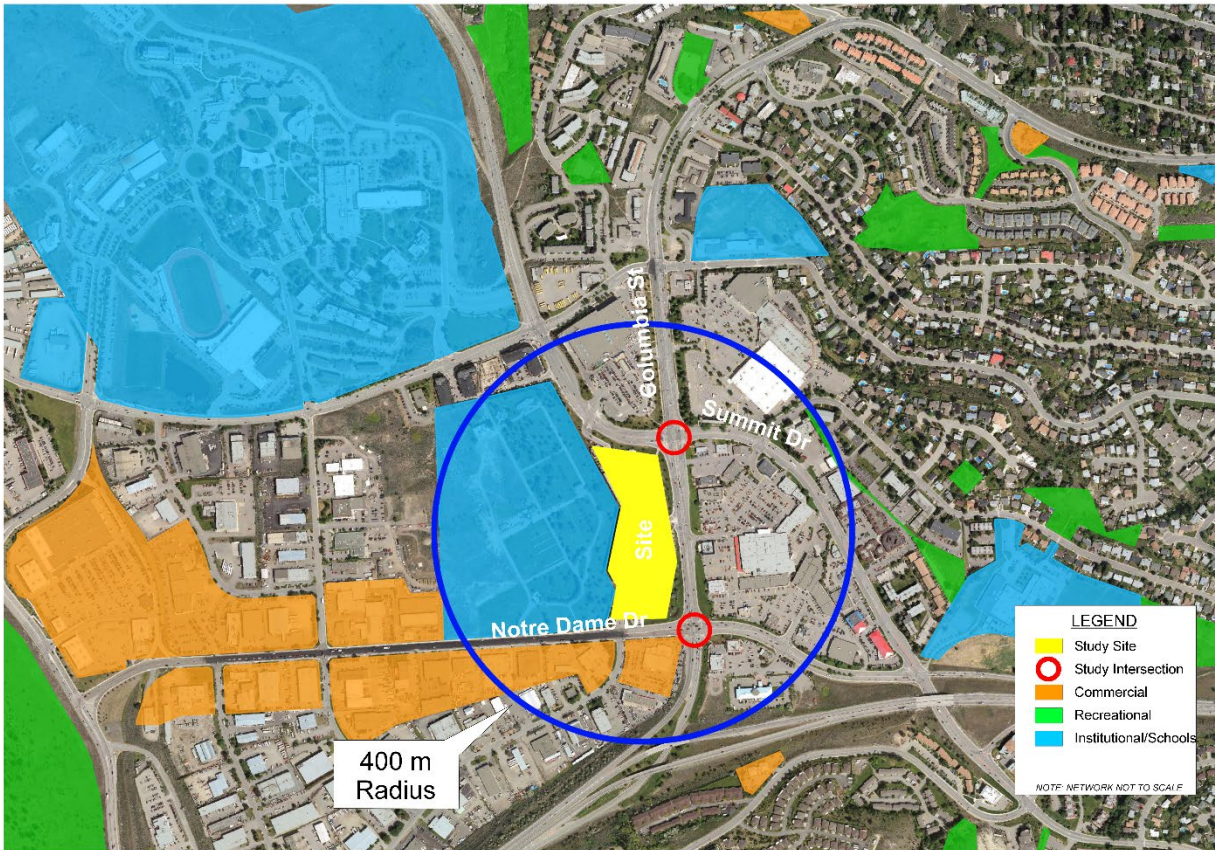 Columbia St
Summit Dr
Site
Notre Dame Dr
400 m
Radius
LEGEND
Study Site
Study Intersection
Commercial
Recreational
Institutional/Schools
NOTE: NETWORK NOT TO SCALE